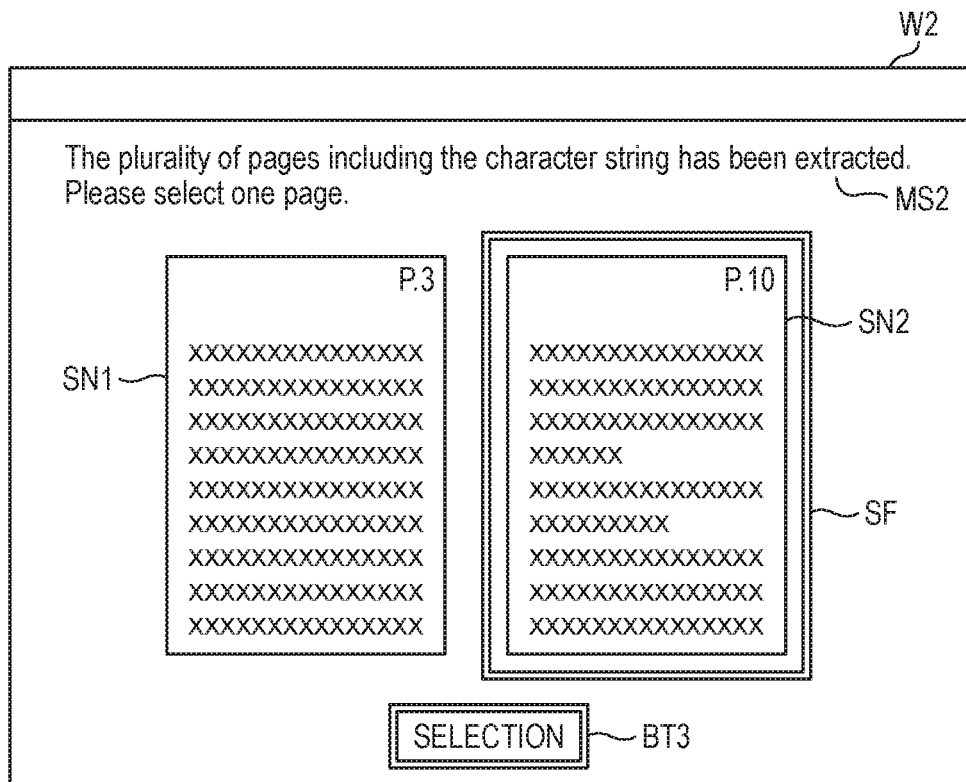 W2
The plurality of pages including the character string has been extracted.
Please select one page.
MS2
P.3
XXXXXXXXXXXXXXX
XXXXXXXXXXXXXXX
XXXXXXXXXXXXXXX
XXXXXXXXXXXXXXX
XXXXXXXXXXXXXXX
XXXXXXXXXXXXXXX
XXXXXXXXXXXXXXX
XXXXXXXXXXXXXXX
XXXXXXXXXXXXXXX
SN1
P.10
XXXXXXXXXXXXXXX
XXXXXXXXXXXXXXX
XXXXXXXXXXXXXXX
XXXXXX
XXXXXXXXXXXXXXX
XXXXXXXXX
XXXXXXXXXXXXXXX
XXXXXXXXXXXXXXX
XXXXXXXXXXXXXXX
SN2
SF
SELECTION
BT3